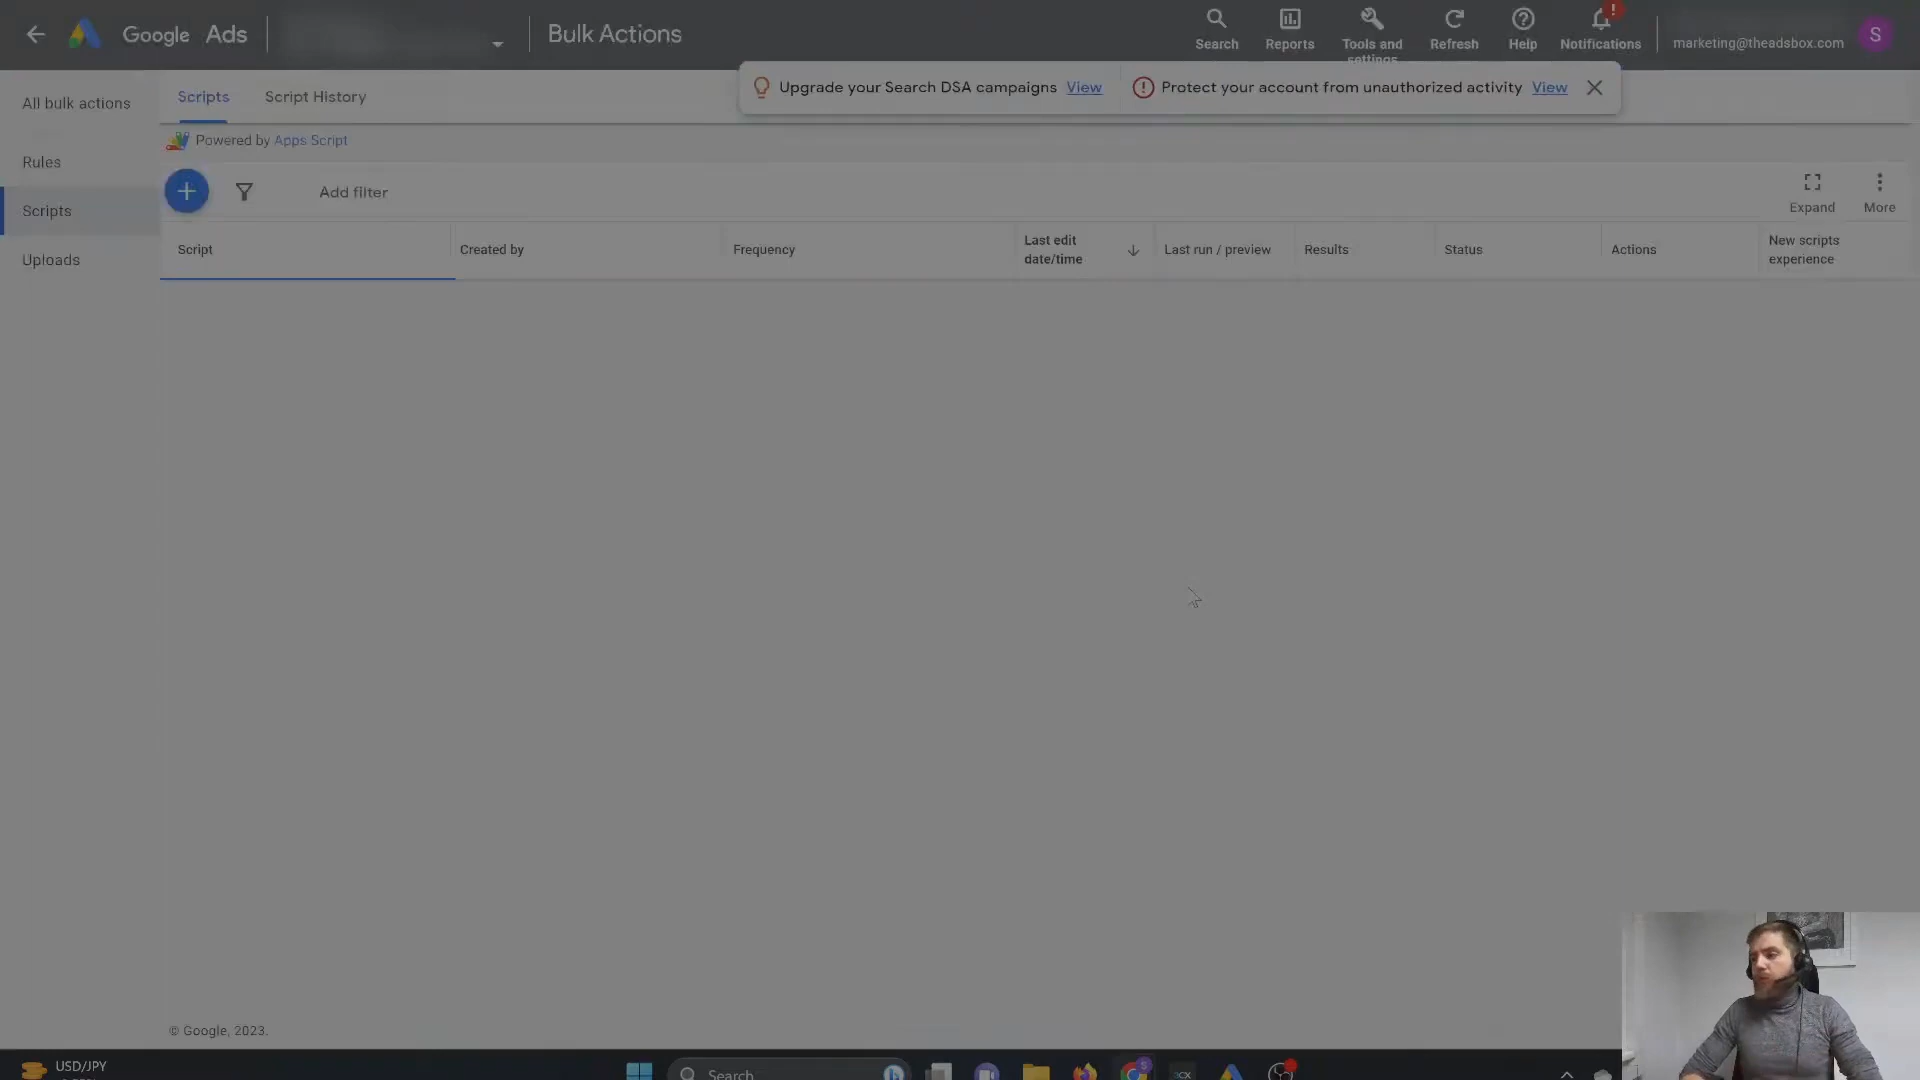 Google Ads
Bulk Actions
Search
Reports
Tools and
settings
Refresh
Help
Notifications
!
marketing@theadsbox.com
S
Upgrade your Search DSA campaigns View
Protect your account from unauthorized activity View
All bulk actions
Rules
Scripts
Uploads
Scripts
Script History
Powered by Apps Script
Add filter
Expand
More
Script
Created by
Frequency
Last edit
date/time
Last run / preview
Results
Status
Actions
New scripts
experience
© Google, 2023.
USD/JPY
Search
3CX